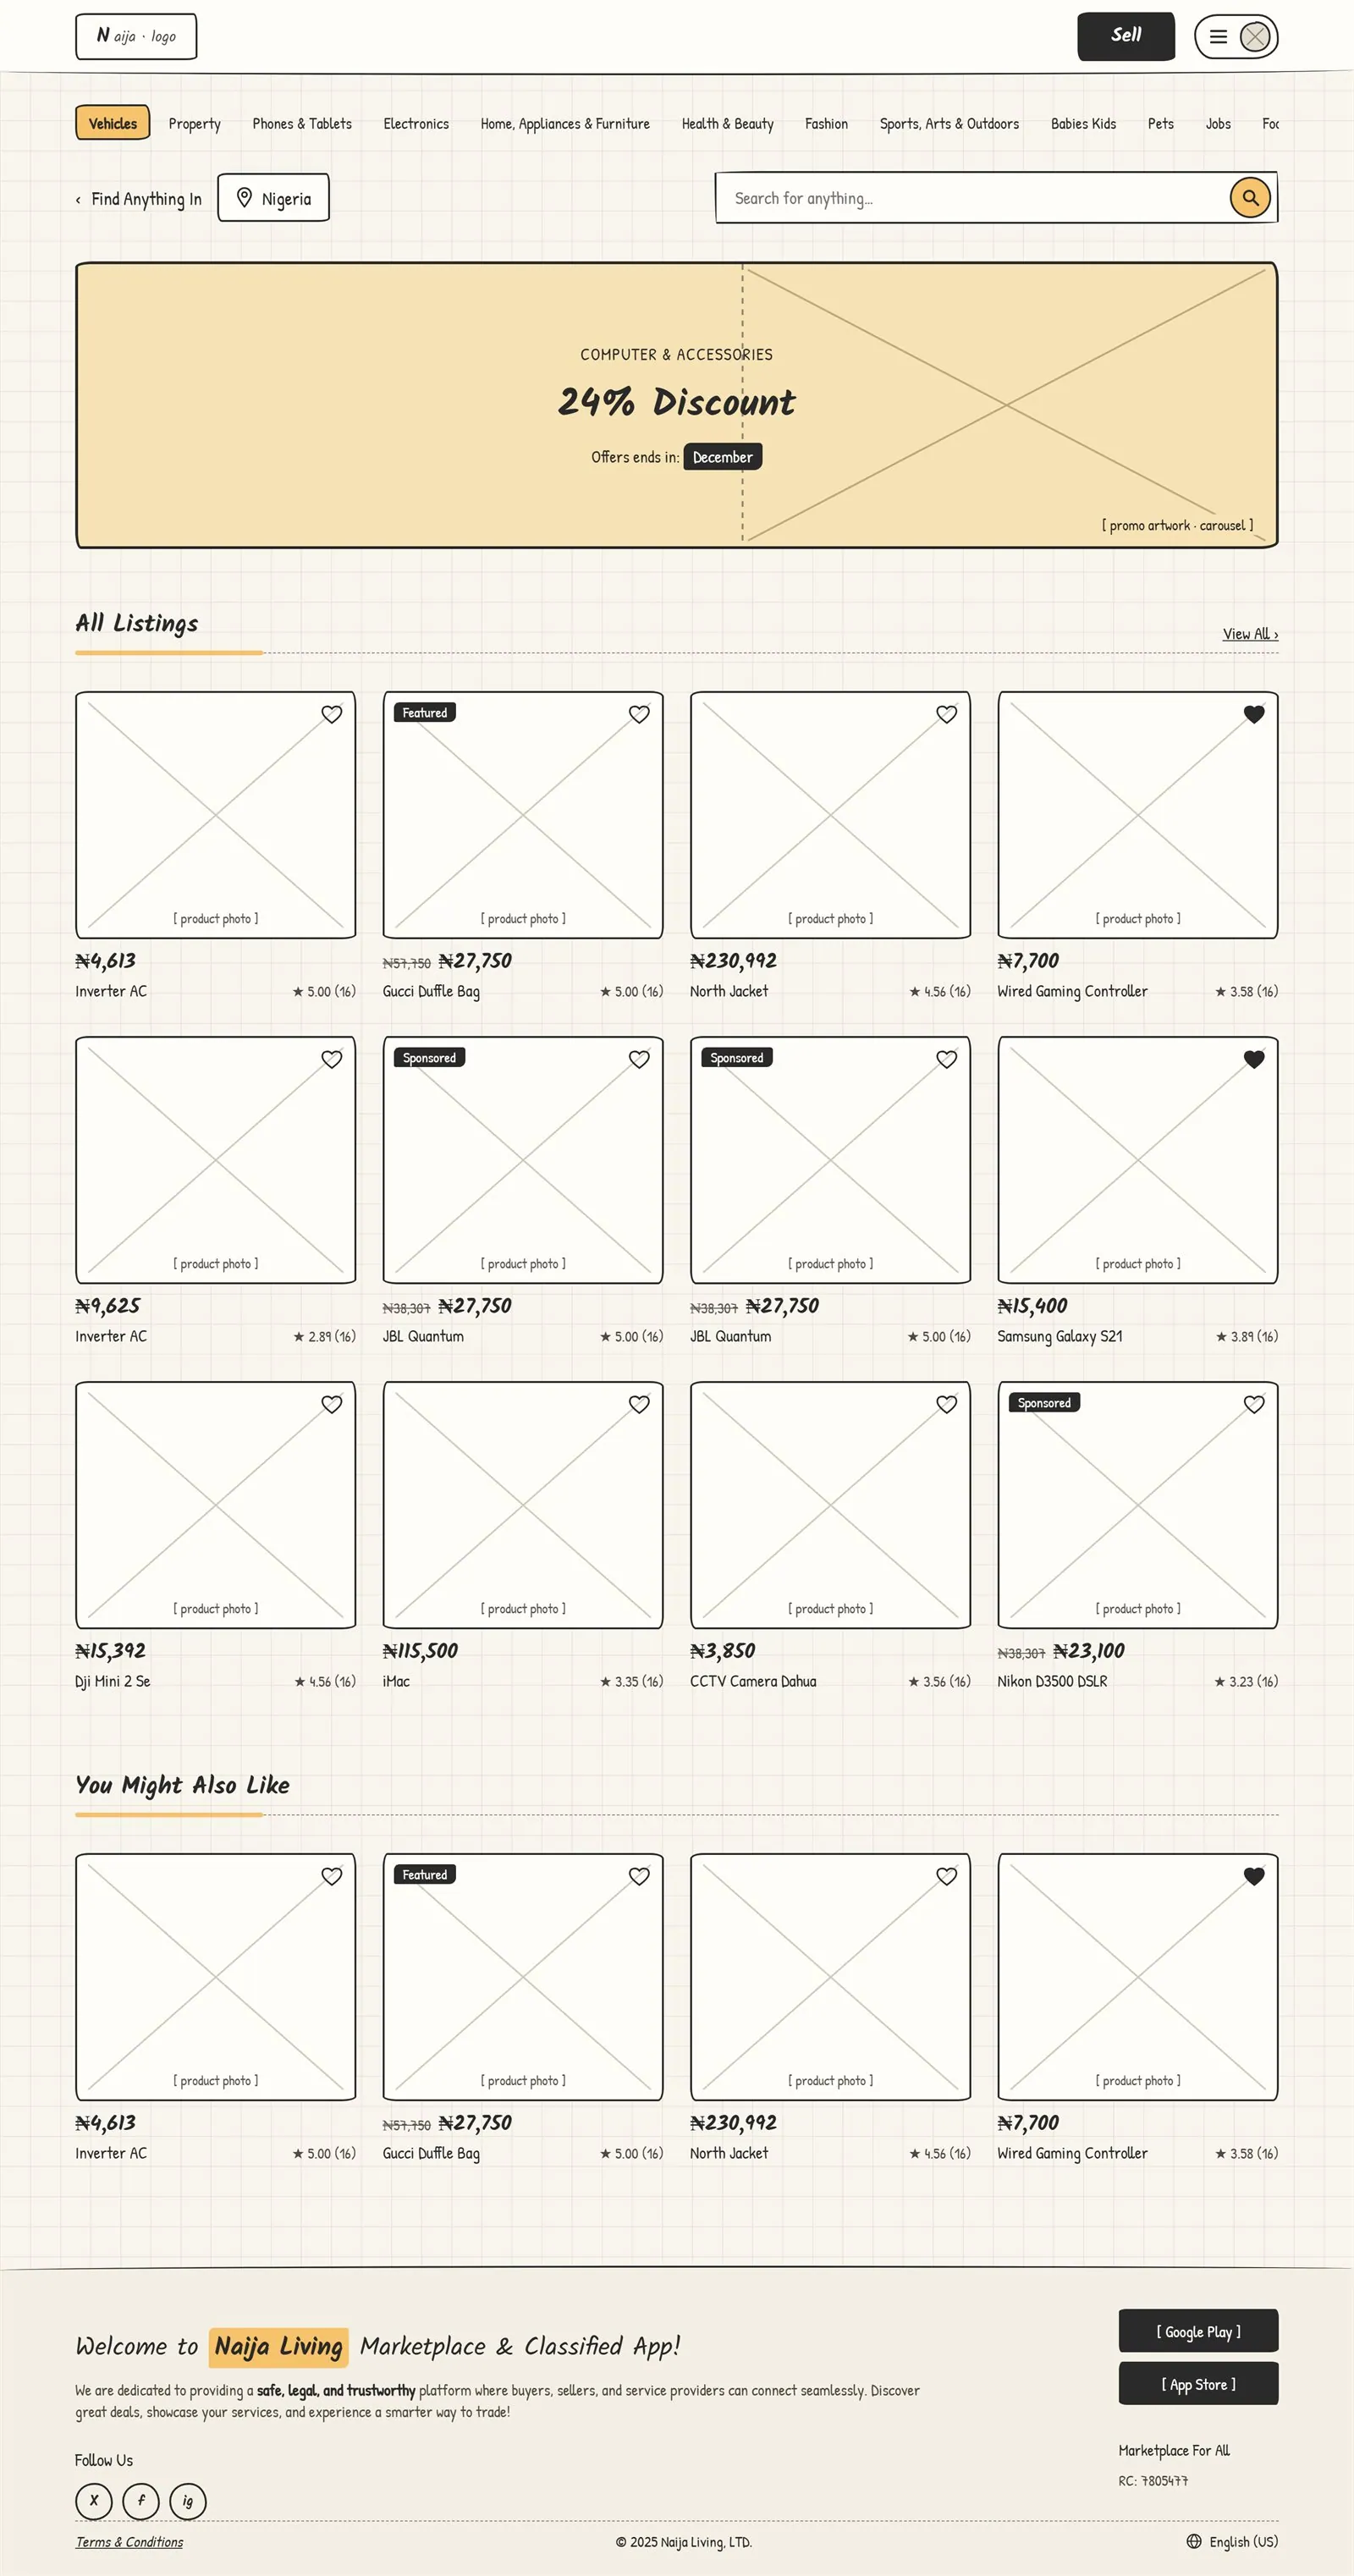 N aija · logo
Sell
Vehicles Property Phones & Tablets Electronics Home, Appliances & Furniture Health & Beauty Fashion Sports, Arts & Outdoors Babies Kids Pets Jobs
‹ Find Anything In Nigeria
Search for anything...
COMPUTER & ACCESSORIES
24% Discount
Offers ends in: December
[ promo artwork · carousel ]
All Listings
View All ›
Featured
[ product photo ] [ product photo ] [ product photo ] [ product photo ]
₦4,613 ₦57,750 ₦27,750 ₦230,992 ₦7,700
Inverter AC ★ 5.00 (16) Gucci Duffle Bag ★ 5.00 (16) North Jacket ★ 4.56 (16) Wired Gaming Controller ★ 3.58 (16)
Sponsored Sponsored
[ product photo ] [ product photo ] [ product photo ] [ product photo ]
₦9,625 ₦38,307 ₦27,750 ₦38,307 ₦27,750 ₦15,400
Inverter AC ★ 2.89 (16) JBL Quantum ★ 5.00 (16) JBL Quantum ★ 5.00 (16) Samsung Galaxy S21 ★ 3.89 (16)
Sponsored
[ product photo ] [ product photo ] [ product photo ] [ product photo ]
₦15,392 ₦115,500 ₦3,850 ₦38,307 ₦23,100
Dji Mini 2 Se ★ 4.56 (16) iMac ★ 3.35 (16) CCTV Camera Dahua ★ 3.56 (16) Nikon D3500 DSLR ★ 3.23 (16)
You Might Also Like
Featured
[ product photo ] [ product photo ] [ product photo ] [ product photo ]
₦4,613 ₦57,750 ₦27,750 ₦230,992 ₦7,700
Inverter AC ★ 5.00 (16) Gucci Duffle Bag ★ 5.00 (16) North Jacket ★ 4.56 (16) Wired Gaming Controller ★ 3.58 (16)
Welcome to Naija Living Marketplace & Classified App!
We are dedicated to providing a safe, legal, and trustworthy platform where buyers, sellers, and service providers can connect seamlessly. Discover
great deals, showcase your services, and experience a smarter way to trade!
[ Google Play ]
[ App Store ]
Marketplace For All
RC: 7805477
Follow Us
X f ig
Terms & Conditions © 2025 Naija Living, LTD. English (US)